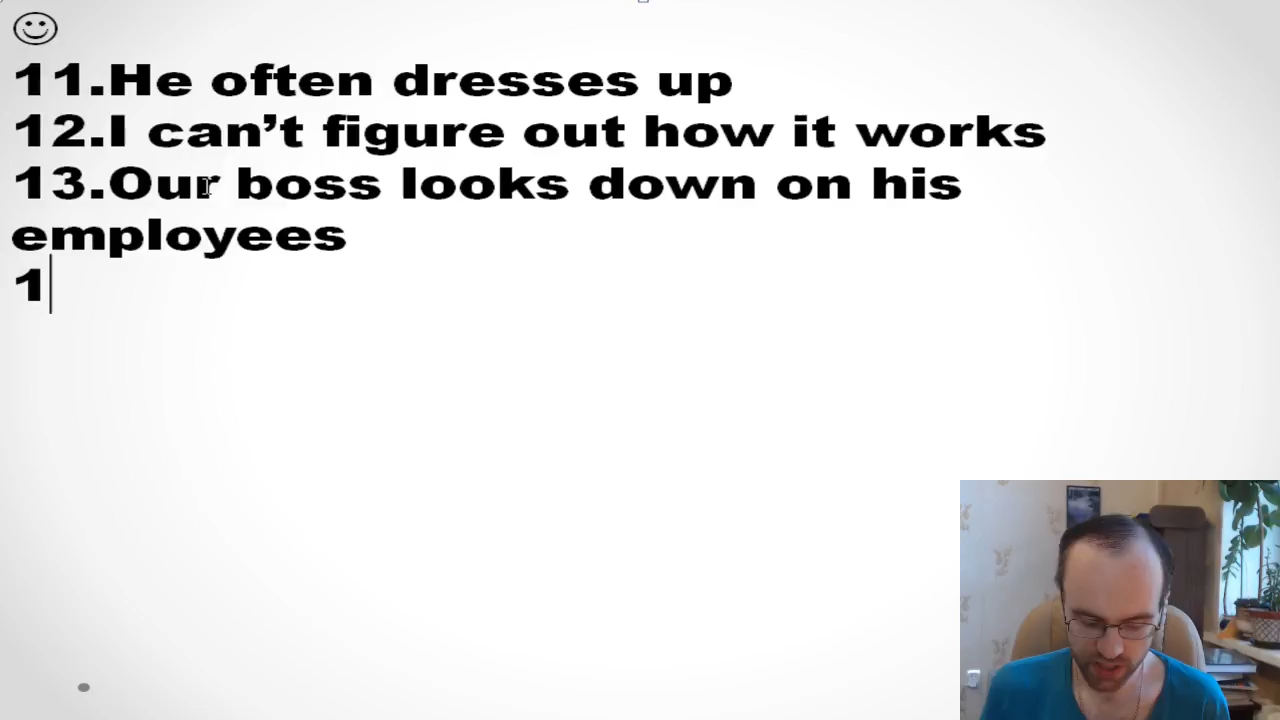 11.He often dresses up
12.I can’t figure out how it works
13.Our boss looks down on his
employees
1